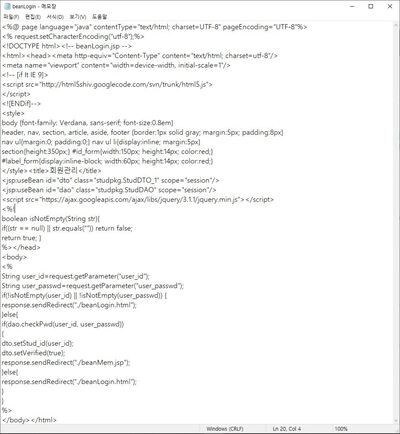 beanLogin - 메모장
파일(F) 편집(E) 서식(O) 보기(V) 도움말
<%@ page language="java" contentType="text/html; charset=UTF-8" pageEncoding="UTF-8"%>
<% request.setCharacterEncoding("utf-8");%>
<!DOCTYPE html><!-- beanLogin.jsp -->
<html><head><meta http-equiv="Content-Type" content="text/html; charset=utf-8"/>
<meta name="viewport" content="width=device-width, initial-scale=1"/>
<!-- [if lt IE 9]>
<script src="http://html5shiv.googlecode.com/svn/trunk/html5.js">
</script>
<![ENDif]-->
<style>
body {font-family: Verdana, sans-serif; font-size:0.8em}
header, nav, section, article, aside, footer {border:1px solid gray; margin:5px; padding:8px}
nav ul{margin:0; padding:0;} nav ul li{display:inline; margin:5px}
section{height:350px;} #id_form{width:150px; height:14px; color:red;}
#label_form{display:inline-block; width:60px; height:14px; color:red;}
</style><title>회원관리</title>
<jsp:useBean id="dto" class="studpkg.StudDTO_1" scope="session"/>
<jsp:useBean id="dao" class="studpkg.StudDAO" scope="session"/>
<script src="https://ajax.googleapis.com/ajax/libs/jquery/3.1.1/jquery.min.js"></script>
<%!
boolean isNotEmpty(String str){
if((str == null) || str.equals("")) return false;
return true; }
%></head>
<body>
<%
String user_id=request.getParameter("user_id");
String user_passwd=request.getParameter("user_passwd");
if(!isNotEmpty(user_id) || !isNotEmpty(user_passwd)) {
response.sendRedirect("./beanLogin.html");
}else{
if(dao.checkPwd(user_id, user_passwd))
{
dto.setStud_id(user_id);
dto.setVerified(true);
response.sendRedirect("./beanMem.jsp");
}else{
response.sendRedirect("./beanLogin.html");
}
}
%>
</body></html>
Windows (CRLF) Ln 20, Col 4 100%